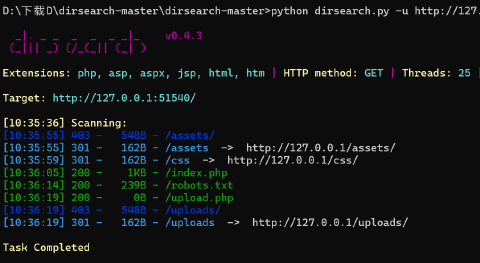 D:\下载D\dirsearch-master\dirsearch-master>python dirsearch.py -u http://127.
dirsearch v0.4.3
Extensions: php, asp, aspx, jsp, html, htm | HTTP method: GET | Threads: 25 |
Target: http://127.0.0.1:51540/
[10:35:36] Scanning:
[10:35:55] 403 - 548B - /assets/
[10:35:55] 301 - 162B - /assets -> http://127.0.0.1/assets/
[10:35:59] 301 - 162B - /css -> http://127.0.0.1/css/
[10:36:05] 200 - 1KB - /index.php
[10:36:14] 200 - 239B - /robots.txt
[10:36:19] 200 - 0B - /upload.php
[10:36:19] 403 - 548B - /uploads/
[10:36:19] 301 - 162B - /uploads -> http://127.0.0.1/uploads/
Task Completed